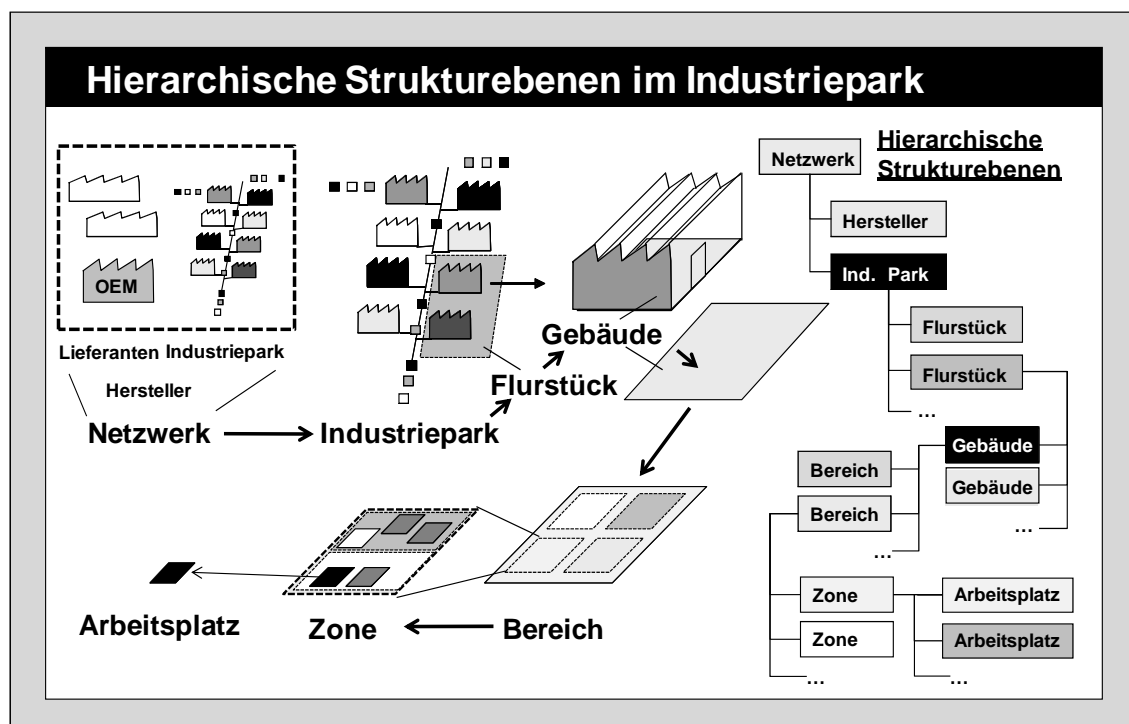 Hierarchische Strukturebenen im Industriepark
OEM
Lieferanten Industriepark
Hersteller
Netzwerk
Industriepark
Flurstück
Gebäude
Bereich
Zone
Arbeitsplatz
Hierarchische
Strukturebenen
Netzwerk
Hersteller
Ind. Park
Flurstück
Flurstück
...
Gebäude
Gebäude
...
Bereich
Bereich
...
Zone
Zone
...
Arbeitsplatz
Arbeitsplatz
...